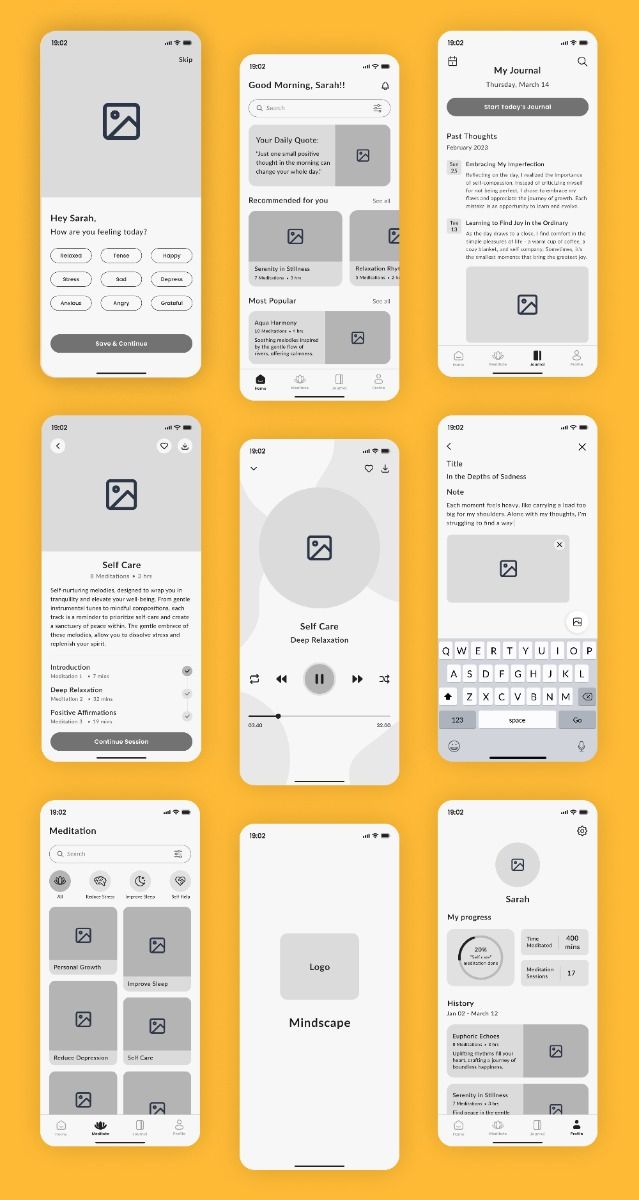 19:02
Skip
Hey Sarah,
How are you feeling today?
Relaxed Tense Happy
Stress Sad Depress
Anxious Angry Grateful
Save & Continue
19:02
Good Morning, Sarah!!
Search
Your Daily Quote:
"Just one small positive
thought in the morning can
change your whole day."
Recommended for you See all
Serenity in Stillness
7 Meditations • 3 hrs
Relaxation Rhyt
5 Meditations • 2 hrs
Most Popular See all
Aqua Harmony
10 Meditations • 4 hrs
Soothing melodies inspired
by the gentle flow of
rivers, offering calmness.
Home Meditate Journal Profile
19:02
My Journal
Thursday, March 14
Start Today's Journal
Past Thoughts
February 2023
25
Embracing My Imperfection
Reflecting on the day, I realized the importance
of self-compassion. Instead of criticizing myself
for not being perfect, I chose to embrace my
flaws and appreciate the journey of growth. Each
mistake is an opportunity to learn and evolve.
Tue
13
Learning to Find Joy in the Ordinary
As the day draws to a close, I find comfort in the
simple pleasures of life - a warm cup of coffee, a
cozy blanket, and self company. Sometimes, it's
the smallest moments that bring the greatest joy.
Home Meditate Journal Profile
19:02
Self Care
8 Meditations • 3 hrs
Self-nurturing melodies, designed to wrap you in
tranquility and elevate your well-being. From gentle
instrumental tunes to mindful compositions, each
track is a reminder to prioritize self-care and create
a sanctuary of peace within. The gentle embrace of
these melodies, allow you to dissolve stress and
replenish your spirit.
Introduction
Meditation 1 • 7 mins
Deep Relaxation
Meditation 2 • 32 mins
Positive Affirmations
Meditation 3 • 19 mins
Continue Session
19:02
Self Care
Deep Relaxation
03:40 32:00
19:02
Title
In the Depths of Sadness
Note
Each moment feels heavy, like carrying a load too
big for my shoulders. Alone with my thoughts, I'm
struggling to find a way
Q W E R T Y U I O P
A S D F G H J K L
Z X C V B N M
123 space Go
19:02
Meditation
Search
All Reduce Stress Improve Sleep Self Help
Personal Growth
Improve Sleep
Reduce Depression
Self Care
Home Meditate Journal Profile
19:02
Logo
Mindscape
19:02
Sarah
My progress
20%
"Self care"
meditation done
Time
Meditated
400
mins
Meditation
Sessions
17
History
Jan 02 - March 12
Euphoric Echoes
8 Meditations • 3 hrs
Uplifting rhythms fill your
heart, crafting a journey of
boundless happiness.
Serenity in Stillness
7 Meditations • 3 hrs
Find peace in the gentle
Home Meditate Journal Profile